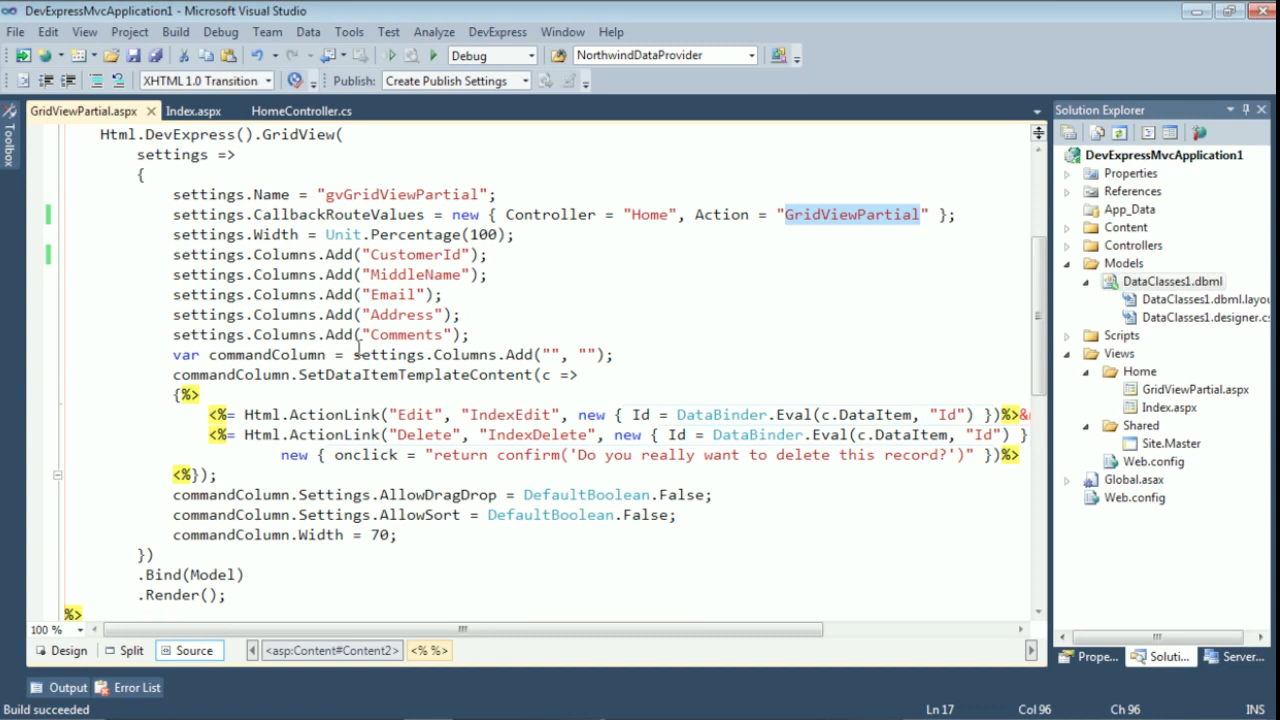 DevExpressMvcApplication1 - Microsoft Visual Studio
File Edit View Project Build Debug Team Data Tools Test Analyze DevExpress Window Help
Debug NorthwindDataProvider
XHTML 1.0 Transition Publish: Create Publish Settings
GridViewPartial.aspx Index.aspx HomeController.cs
Toolbox
Html.DevExpress().GridView(
settings =>
{
settings.Name = "gvGridViewPartial";
settings.CallbackRouteValues = new { Controller = "Home", Action = "GridViewPartial" };
settings.Width = Unit.Percentage(100);
settings.Columns.Add("CustomerId");
settings.Columns.Add("MiddleName");
settings.Columns.Add("Email");
settings.Columns.Add("Address");
settings.Columns.Add("Comments");
var commandColumn = settings.Columns.Add("", "");
commandColumn.SetDataItemTemplateContent(c =>
{%>
<%= Html.ActionLink("Edit", "IndexEdit", new { Id = DataBinder.Eval(c.DataItem, "Id") })%>&
<%= Html.ActionLink("Delete", "IndexDelete", new { Id = DataBinder.Eval(c.DataItem, "Id") }
new { onclick = "return confirm('Do you really want to delete this record?')" })%>
<%});
commandColumn.Settings.AllowDragDrop = DefaultBoolean.False;
commandColumn.Settings.AllowSort = DefaultBoolean.False;
commandColumn.Width = 70;
})
.Bind(Model)
.Render();
%>
100 %
Design Split Source <asp:Content#Content2> <% %>
Solution Explorer
DevExpressMvcApplication1
Properties
References
App_Data
Content
Controllers
Models
DataClasses1.dbml
DataClasses1.dbml.layou
DataClasses1.designer.cs
Scripts
Views
Home
GridViewPartial.aspx
Index.aspx
Shared
Site.Master
Web.config
Global.asax
Web.config
Prope... Soluti... Server...
Output Error List
Build succeeded Ln 17 Col 96 Ch 96 INS